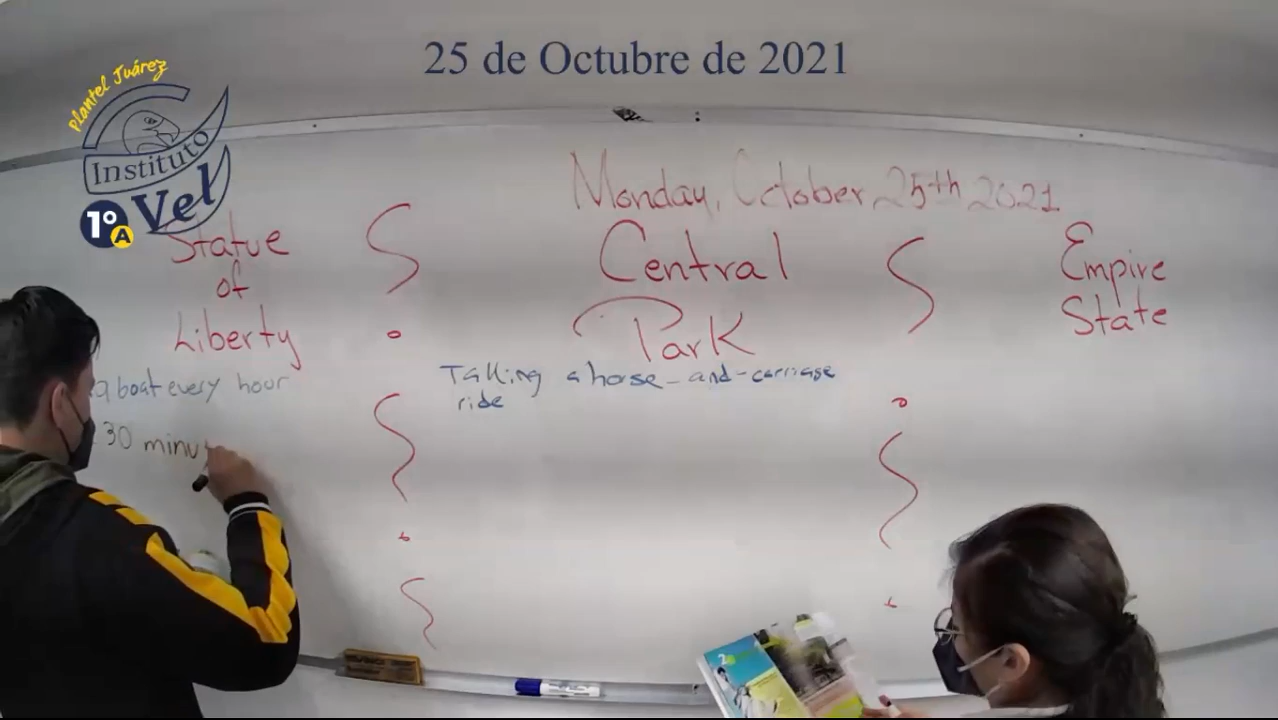 25 de Octubre de 2021
Plantel Juárez
Instituto
Vel
1° A
Monday, October 25th 2021
Statue
of
Liberty
a boat every hour
30 minu
Central
Park
Talking a horse-and-carriage
ride
Empire
State
2